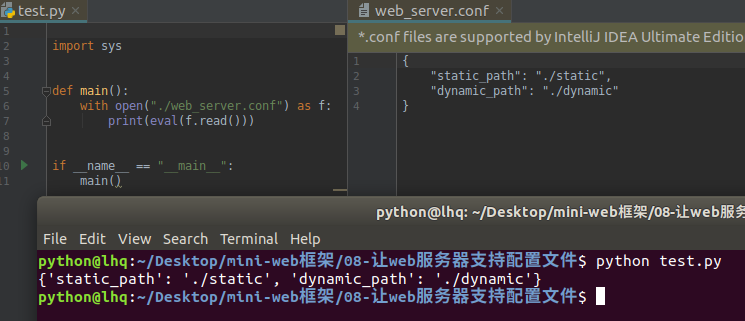 test.py ×
1
2 import sys
3
4
5 def main():
6 with open("./web_server.conf") as f:
7 print(eval(f.read()))
8
9
10 if __name__ == "__main__":
11 main()
web_server.conf ×
*.conf files are supported by IntelliJ IDEA Ultimate Editio
1 {
2 "static_path": "./static",
3 "dynamic_path": "./dynamic"
4 }
python@lhq: ~/Desktop/mini-web框架/08-让web服务
File Edit View Search Terminal Help
python@lhq:~/Desktop/mini-web框架/08-让web服务器支持配置文件$ python test.py
{'static_path': './static', 'dynamic_path': './dynamic'}
python@lhq:~/Desktop/mini-web框架/08-让web服务器支持配置文件$